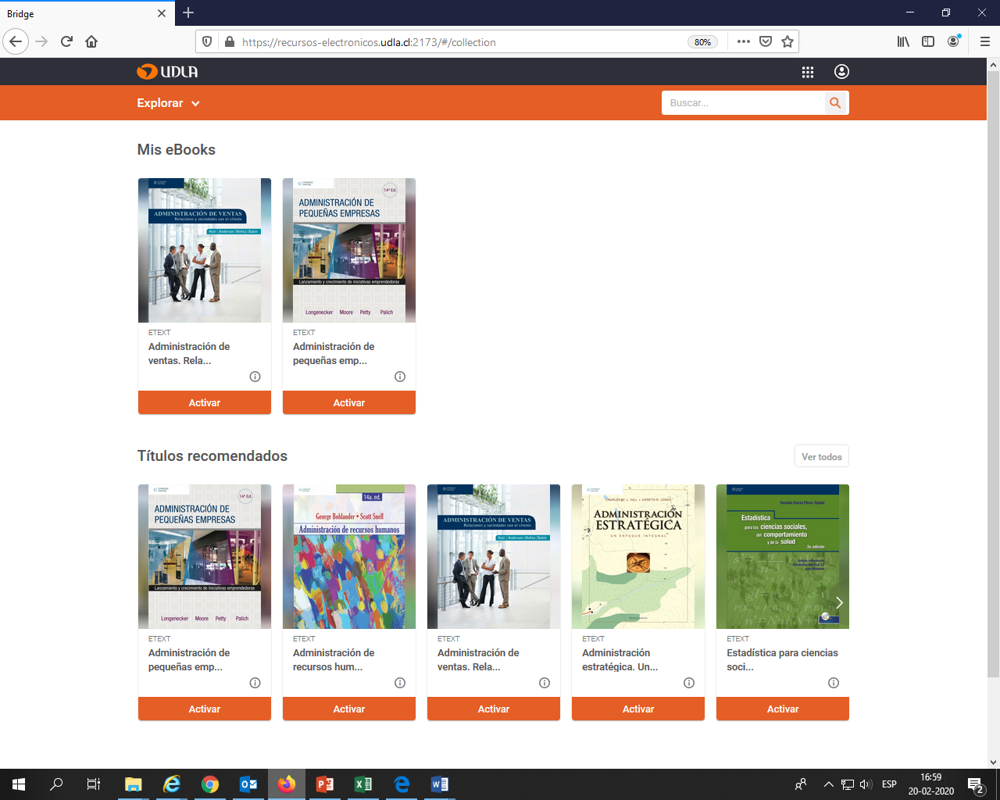 Bridge
https://recursos-electronicos.udla.cl:2173/#/collection
80%
UDLA
Explorar
Buscar...
Mis eBooks
ADMINISTRACIÓN DE VENTAS
Relaciones y sociedades con el cliente
Hair | Anderson | Mehta | Babin
ETEXT
Administración de
ventas. Rela...
Activar
14ª Ed.
ADMINISTRACIÓN DE
PEQUEÑAS EMPRESAS
Lanzamiento y crecimiento de iniciativas emprendedoras
Longenecker Moore Petty Palich
ETEXT
Administración de
pequeñas emp...
Activar
Títulos recomendados
Ver todos
14ª Ed.
ADMINISTRACIÓN DE
PEQUEÑAS EMPRESAS
Lanzamiento y crecimiento de iniciativas emprendedoras
Longenecker Moore Petty Palich
ETEXT
Administración de
pequeñas emp...
Activar
14a. ed.
George Bohlander • Scott Snell
Administración de recursos humanos
ETEXT
Administración de
recursos hum...
Activar
ADMINISTRACIÓN DE VENTAS
Relaciones y sociedades con el cliente
Hair | Anderson | Mehta | Babin
ETEXT
Administración de
ventas. Rela...
Activar
CHARLES W. L. HILL • GARETH R. JONES
ADMINISTRACIÓN
ESTRATÉGICA
UN ENFOQUE INTEGRAL
ETEXT
Administración
estratégica. Un...
Activar
Estadística
para las ciencias sociales,
del comportamiento
y de la salud
3a. edición
ETEXT
Estadística para ciencias
soci...
Activar
ESP
16:59
20-02-2020
2